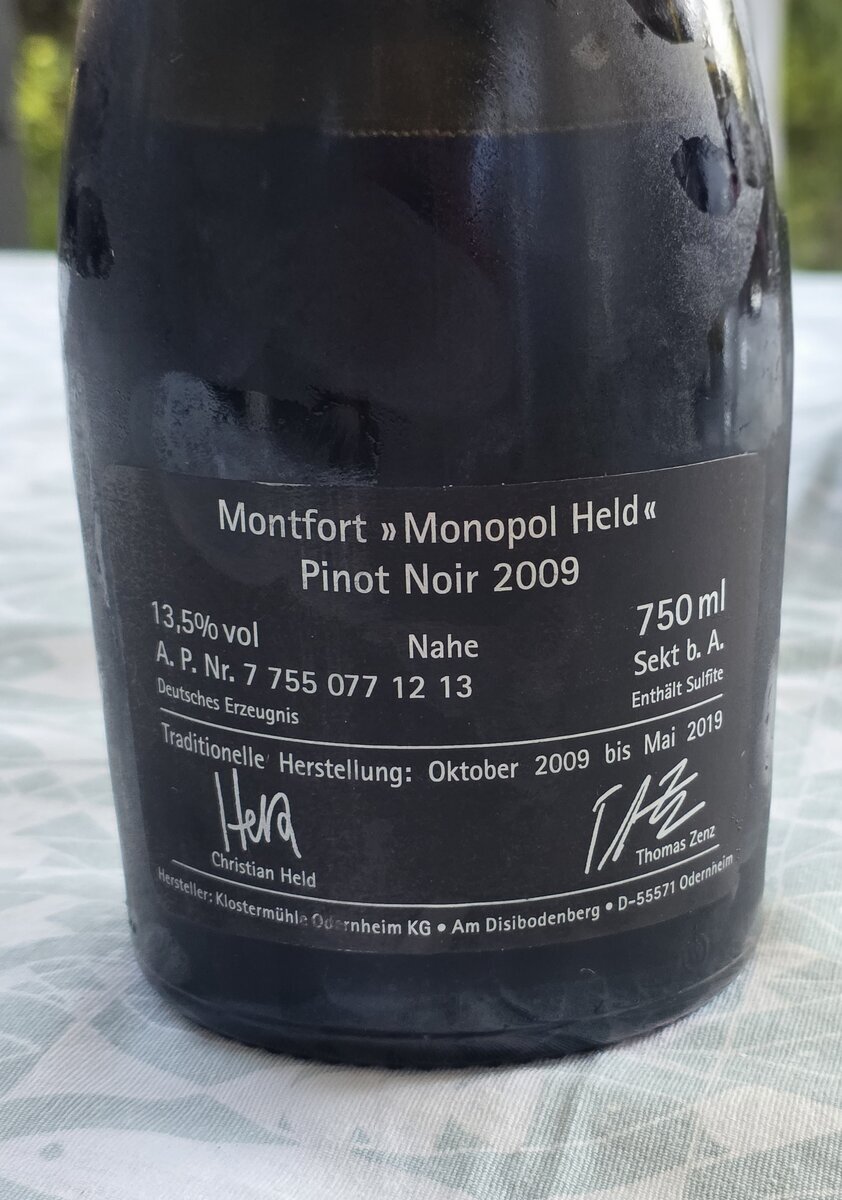 Montfort »Monopol Held«
Pinot Noir 2009
13,5% vol Nahe 750 ml
A. P. Nr. 7 755 077 12 13 Sekt b. A.
Deutsches Erzeugnis Enthält Sulfite
Traditionelle Herstellung: Oktober 2009 bis Mai 2019
Held
Christian Held Thomas Zenz
Hersteller: Klostermühle Odernheim KG • Am Disibodenberg • D-55571 Odernheim